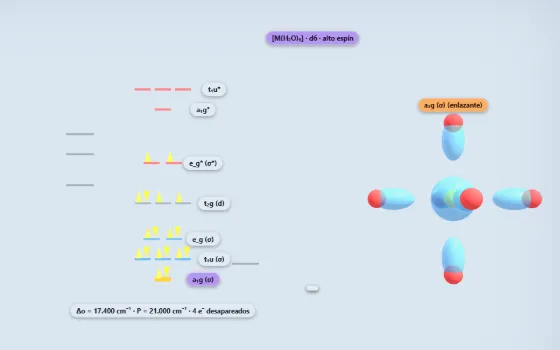 [M(H₂O)₆] · d6 · alto espín
t₁u*
a₁g*
a₁g (σ) (enlazante)
e_g* (σ*)
t₂g (d)
e_g (σ)
t₁u (σ)
a₁g (σ)
Δo = 17.400 cm⁻¹ · P = 21.000 cm⁻¹ · 4 e⁻ desapareados